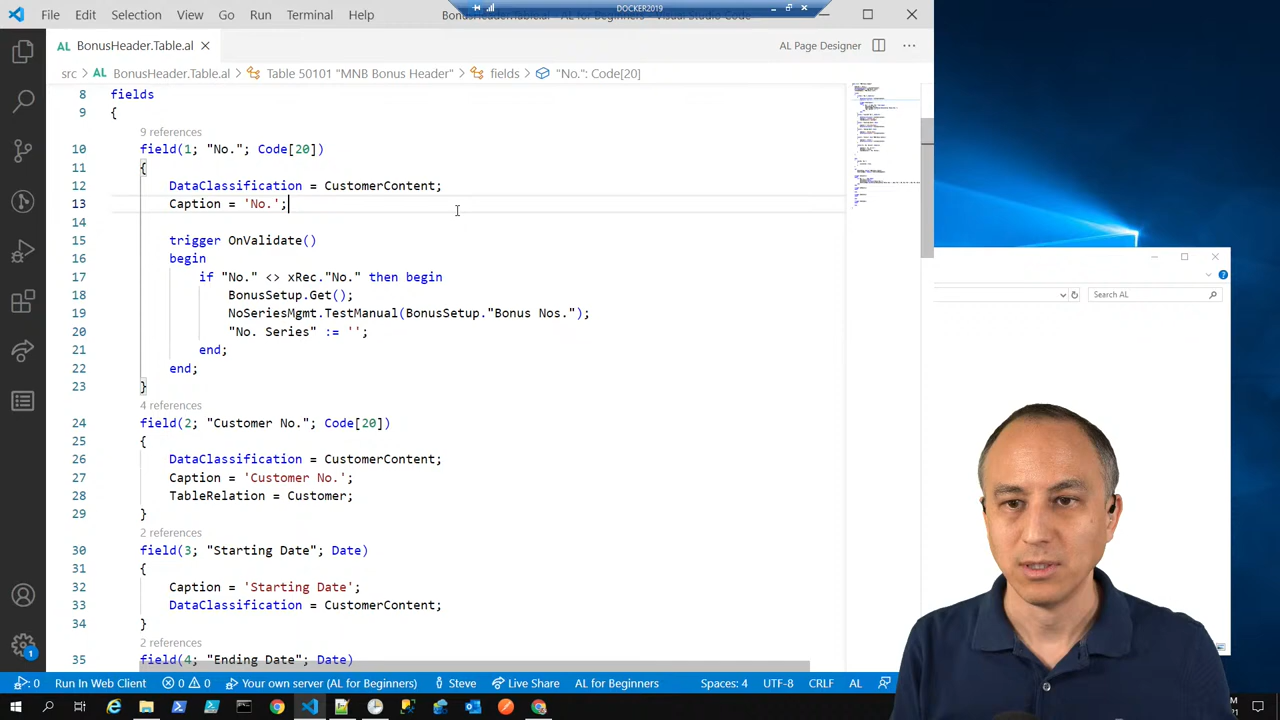 DOCKER2019
File Edit Selection View Go Run Terminal Help
BonusHeader.Table.al
AL Page Designer
src > AL BonusHeader.Table.al > Table 50101 "MNB Bonus Header" > fields > "No.": Code[20]
8 fields
9 {
9 references
10 field(1; "No."; Code[20])
11 {
12 DataClassification = CustomerContent;
13 Caption = 'No.';
14
15 trigger OnValidate()
16 begin
17 if "No." <> xRec."No." then begin
18 BonusSetup.Get();
19 NoSeriesMgmt.TestManual(BonusSetup."Bonus Nos.");
20 "No. Series" := '';
21 end;
22 end;
23 }
4 references
24 field(2; "Customer No."; Code[20])
25 {
26 DataClassification = CustomerContent;
27 Caption = 'Customer No.';
28 TableRelation = Customer;
29 }
2 references
30 field(3; "Starting Date"; Date)
31 {
32 Caption = 'Starting Date';
33 DataClassification = CustomerContent;
34 }
2 references
35 field(4; "Ending Date"; Date)
Search AL
1
0 Run In Web Client 0 0 Your own server (AL for Beginners) Steve Live Share AL for Beginners Spaces: 4 UTF-8 CRLF AL